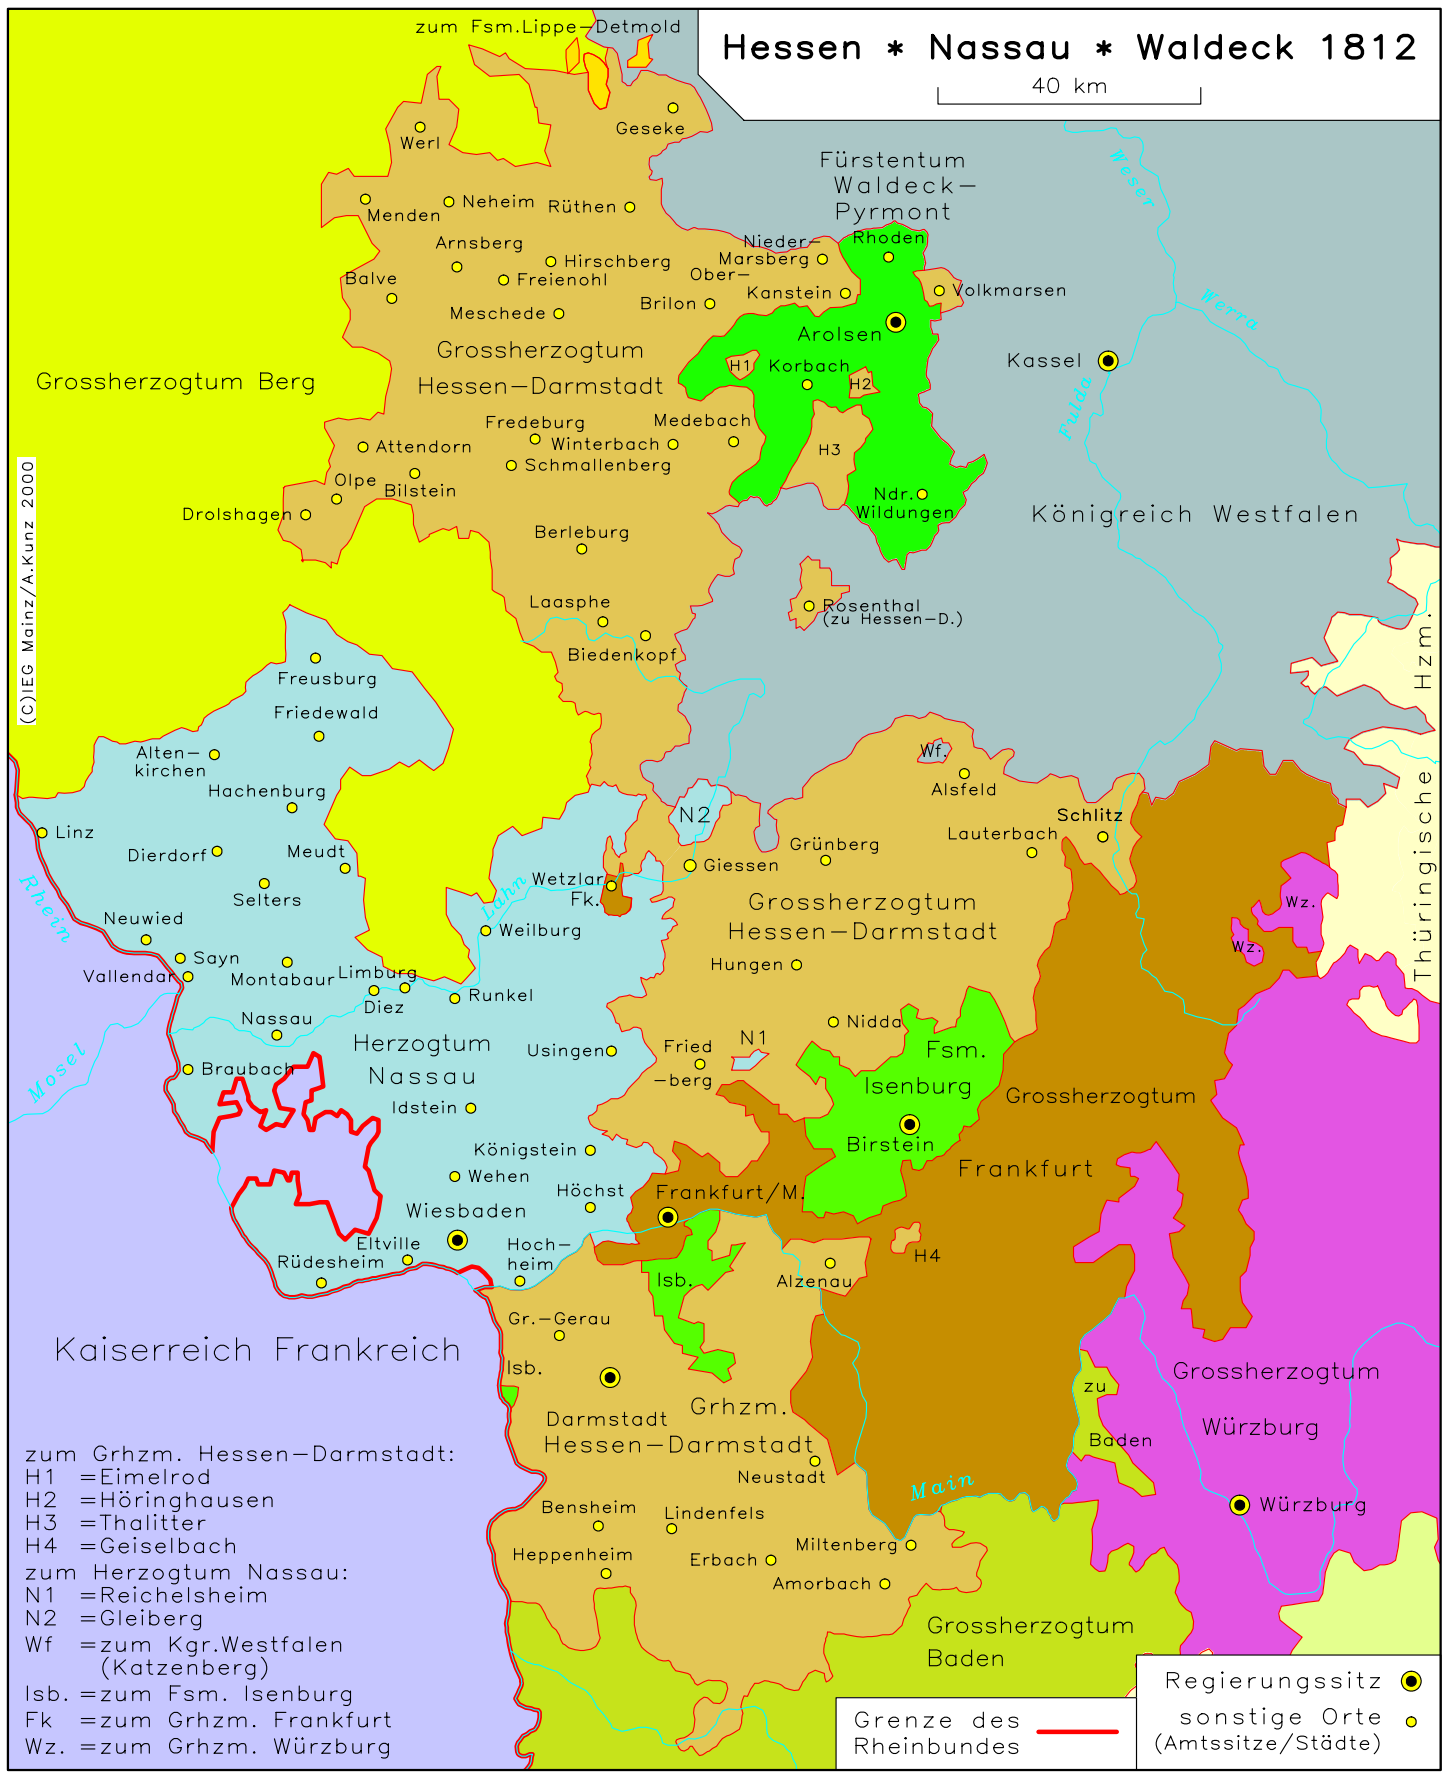 zum Fsm.Lippe-Detmold
Hessen * Nassau * Waldeck 1812
40 km
Geseke
Werl
Weser
Fürstentum
Waldeck-
Pyrmont
Menden
Neheim
Rüthen
Arnsberg
Nieder-
Marsberg
Rhoden
Hirschberg
Ober-
Freienohl
Balve
Brilon
Kanstein
Volkmarsen
Werra
Meschede
Arolsen
Grossherzogtum
Hessen-Darmstadt
H1
Korbach
H2
Kassel
Grossherzogtum Berg
Fulda
Fredeburg
Medebach
Attendorn
Winterbach
H3
Schmallenberg
Olpe
Bilstein
Ndr.
Wildungen
Drolshagen
Königreich Westfalen
Berleburg
(C)IEG Mainz/A.Kunz 2000
Laasphe
Rosenthal
(zu Hessen-D.)
Biedenkopf
Thüringische Hzm.
Freusburg
Friedewald
Alten-
kirchen
Wf.
Alsfeld
Hachenburg
N2
Schlitz
Linz
Lauterbach
Dierdorf
Meudt
Grünberg
Giessen
Rhein
Selters
Lahn
Wetzlar
Fk.
Grossherzogtum
Hessen-Darmstadt
Wz.
Neuwied
Weilburg
Wz.
Sayn
Vallendar
Montabaur
Limburg
Hungen
Diez
Runkel
Nassau
Nidda
Herzogtum
Nassau
Usingen
Fried
-berg
N1
Fsm.
Isenburg
Mosel
Braubach
Idstein
Grossherzogtum
Frankfurt
Birstein
Königstein
Wehen
Höchst
Frankfurt/M.
Wiesbaden
Eltville
Hoch-
heim
Rüdesheim
Isb.
Alzenau
H4
Gr.-Gerau
Kaiserreich Frankreich
Isb.
Grossherzogtum
Würzburg
zu
Baden
Darmstadt
Grhzm.
Hessen-Darmstadt
Neustadt
Main
Würzburg
Bensheim
Lindenfels
Heppenheim
Erbach
Miltenberg
Amorbach
Grossherzogtum
Baden
zum Grhzm. Hessen-Darmstadt:
H1 =Eimelrod
H2 =Höringhausen
H3 =Thalitter
H4 =Geiselbach
zum Herzogtum Nassau:
N1 =Reichelsheim
N2 =Gleiberg
Wf =zum Kgr.Westfalen
(Katzenberg)
Isb. =zum Fsm. Isenburg
Fk =zum Grhzm. Frankfurt
Wz. =zum Grhzm. Würzburg
Grenze des
Rheinbundes
Regierungssitz
sonstige Orte
(Amtssitze/Städte)